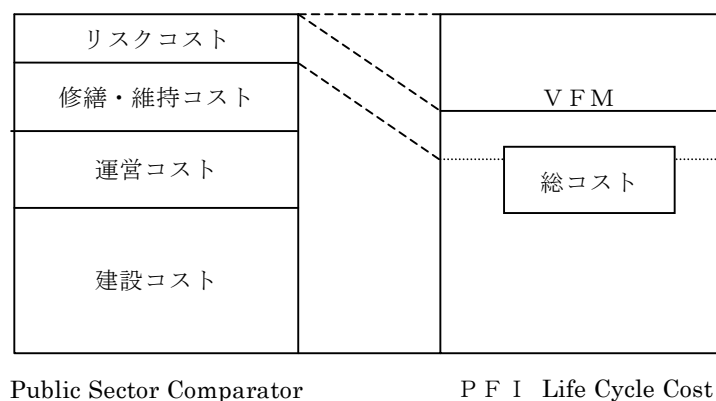 リスクコスト
修繕・維持コスト
運営コスト
建設コスト
ＶＦＭ
総コスト
Public Sector Comparator
ＰＦＩ Life Cycle Cost